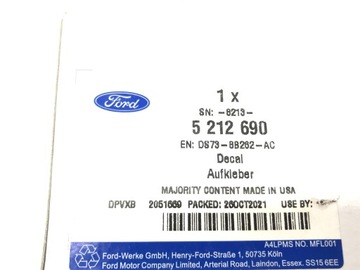 Ford
1 x
SN: -8213-
5 212 690
EN: DS73-8B262-AC
Decal
Aufkleber
MAJORITY CONTENT MADE IN USA
DPVXB 2051669 PACKED: 26OCT2021 USE BY:
A4LPMS NO. MFL001
Ford-Werke GmbH, Henry-Ford-Straße 1, 50735 Köln
Ford Motor Company Limited, Arterial Road, Laindon, Essex. SS15 6EE